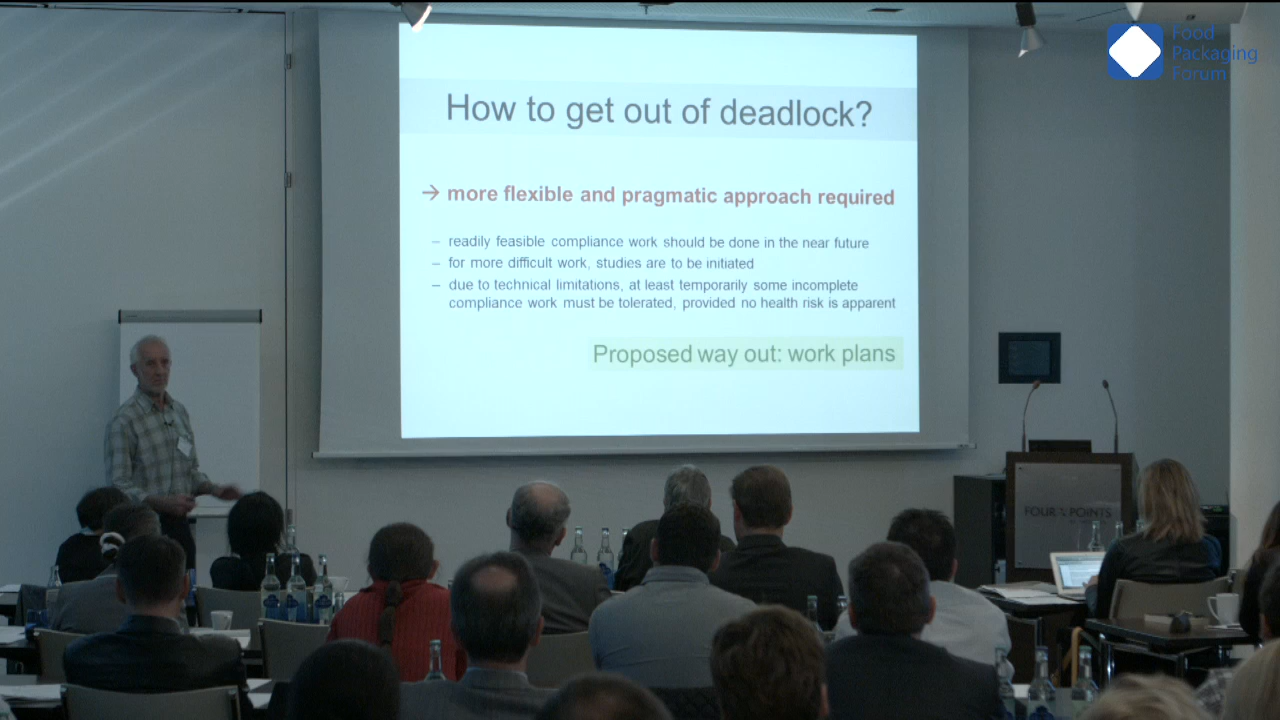 Food
Packaging
Forum
How to get out of deadlock?
→ more flexible and pragmatic approach required
– readily feasible compliance work should be done in the near future
– for more difficult work, studies are to be initiated
– due to technical limitations, at least temporarily some incomplete
compliance work must be tolerated, provided no health risk is apparent
Proposed way out: work plans
FOUR POINTS